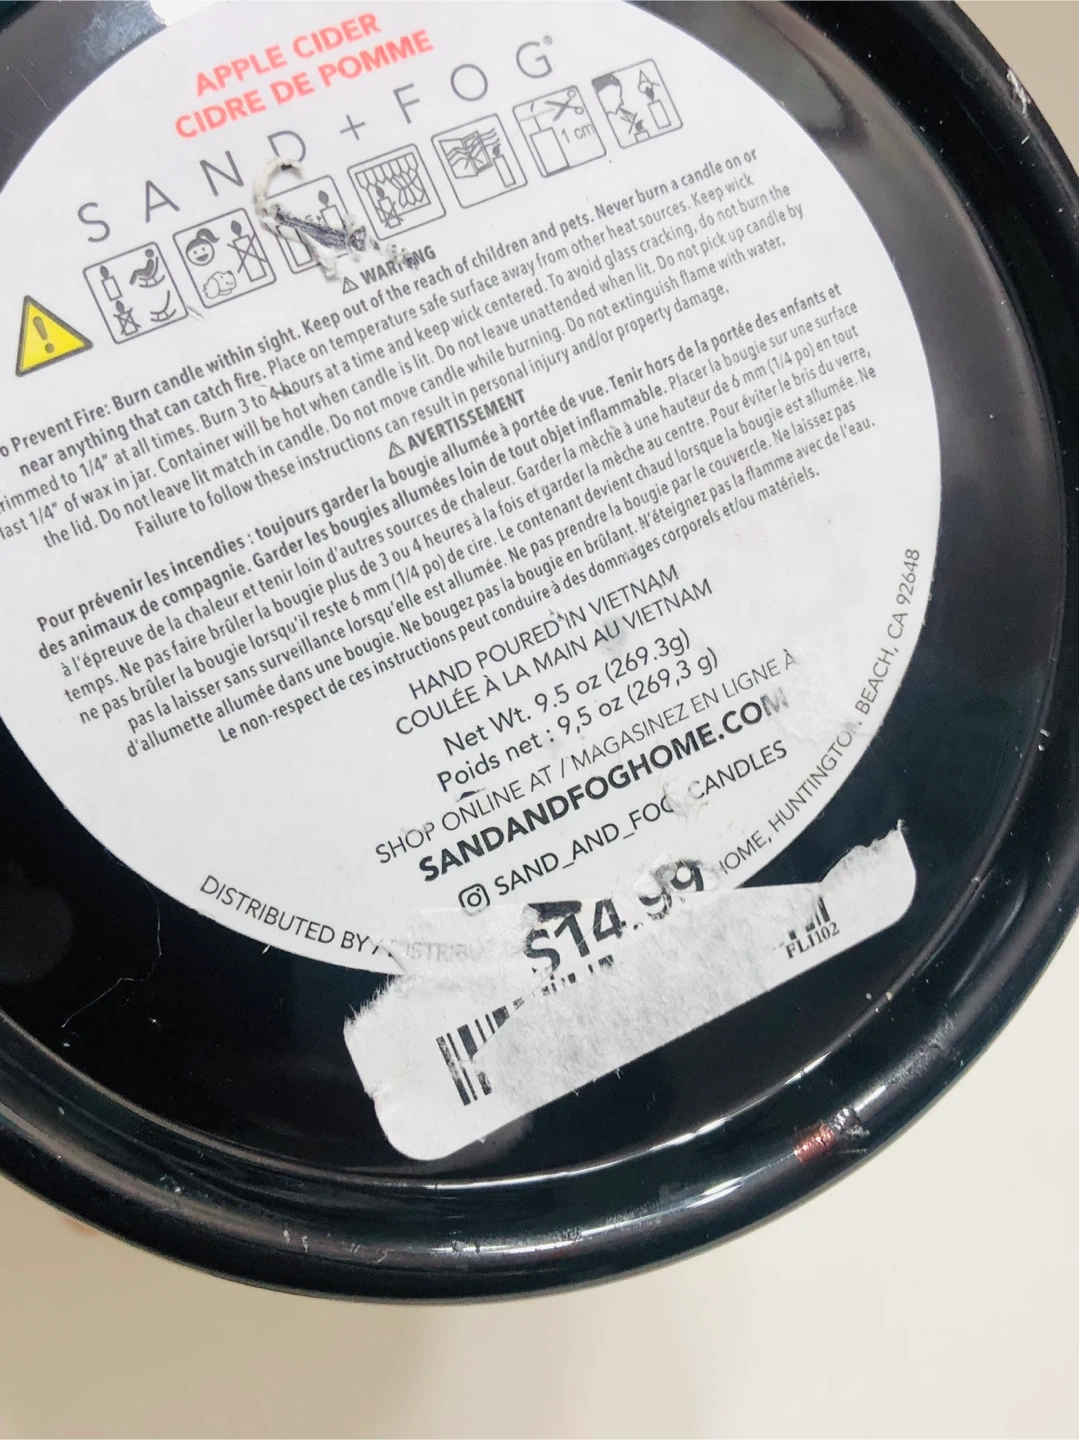 APPLE CIDER
CIDRE DE POMME
SAND + FOG®
1 cm
WARNING
o Prevent Fire: Burn candle within sight. Keep out of the reach of children and pets. Never burn a candle on or
near anything that can catch fire. Place on temperature safe surface away from other heat sources. Keep wick
rimmed to 1/4" at all times. Burn 3 to 4 hours at a time and keep wick centered. To avoid glass cracking, do not burn the
last 1/4" of wax in jar. Container will be hot when candle is lit. Do not leave unattended when lit. Do not pick up candle by
the lid. Do not leave lit match in candle. Do not move candle while burning. Do not extinguish flame with water.
Failure to follow these instructions can result in personal injury and/or property damage.
AVERTISSEMENT
Pour prévenir les incendies : toujours garder la bougie allumée à portée de vue. Tenir hors de la portée des enfants et
des animaux de compagnie. Garder les bougies allumées loin de tout objet inflammable. Placer la bougie sur une surface
à l'épreuve de la chaleur et tenir loin d'autres sources de chaleur. Garder la mèche à une hauteur de 6 mm (1/4 po) en tout
temps. Ne pas faire brûler la bougie plus de 3 ou 4 heures à la fois et garder la mèche au centre. Pour éviter le bris du verre,
ne pas brûler la bougie lorsqu'il reste 6 mm (1/4 po) de cire. Le contenant devient chaud lorsque la bougie est allumée. Ne
pas la laisser sans surveillance lorsqu'elle est allumée. Ne pas prendre la bougie par le couvercle. Ne laissez pas
d'allumette allumée dans une bougie. Ne bougez pas la bougie en brûlant. N'éteignez pas la flamme avec de l'eau.
Le non-respect de ces instructions peut conduire à des dommages corporels et/ou matériels.
HAND POURED IN VIETNAM
COULÉE À LA MAIN AU VIETNAM
Net Wt. 9.5 oz (269.3g)
Poids net : 9,5 oz (269,3 g)
SHOP ONLINE AT / MAGASINEZ EN LIGNE À
SANDANDFOGHOME.COM
SAND_AND_FOG_CANDLES
DISTRIBUTED BY HOME, HUNTINGTON BEACH, CA 92648
$14.99
FL1102